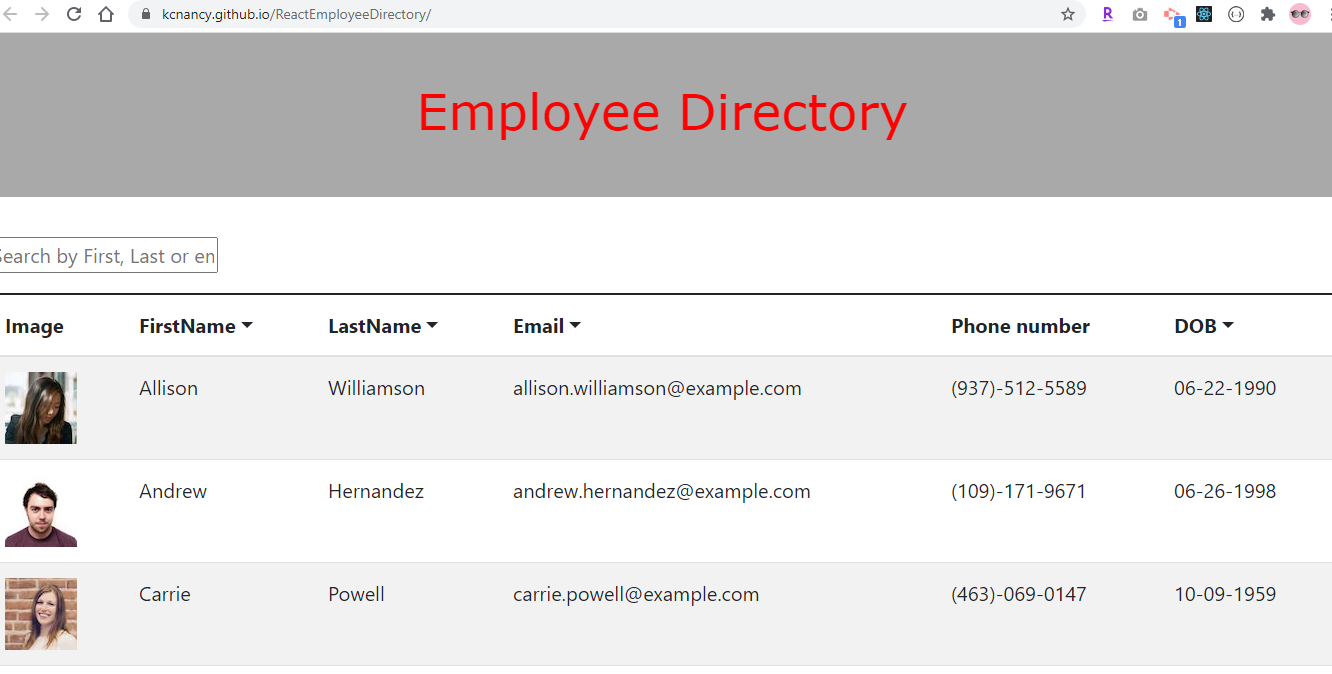 kcnancy.github.io/ReactEmployeeDirectory/
R
1
Employee Directory
Search by First, Last or en
Image FirstName LastName Email Phone number DOB
Allison Williamson allison.williamson@example.com (937)-512-5589 06-22-1990
Andrew Hernandez andrew.hernandez@example.com (109)-171-9671 06-26-1998
Carrie Powell carrie.powell@example.com (463)-069-0147 10-09-1959